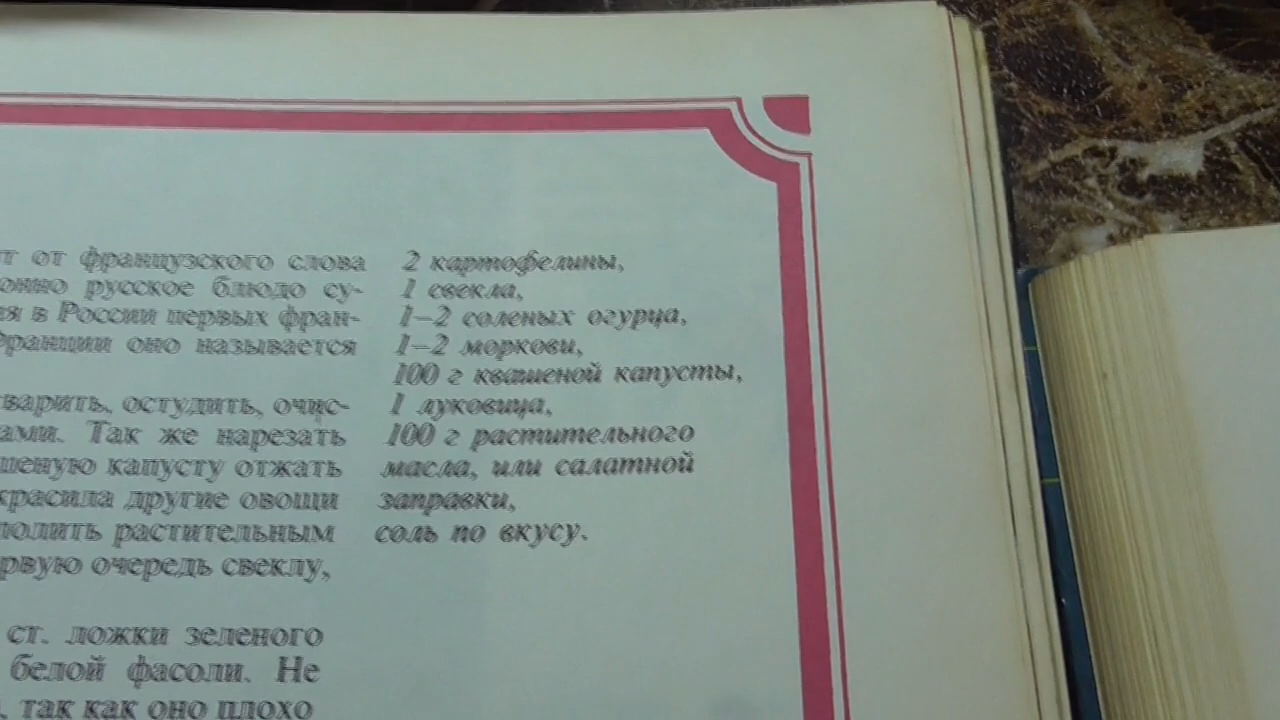 т от французского слова
онно русское блюдо су-
ия в России первых фран-
Франции оно называется
варить, остудить, очис-
ами. Так же нарезать
шеную капусту отжать
красила другие овощи
полить растительным
рвую очередь свеклу,
ст. ложки зеленого
белой фасоли. Не
, так как оно плохо
2 картофелины,
1 свекла,
1–2 соленых огурца,
1–2 моркови,
100 г квашеной капусты,
1 луковица,
100 г растительного
масла, или салатной
заправки,
соль по вкусу.